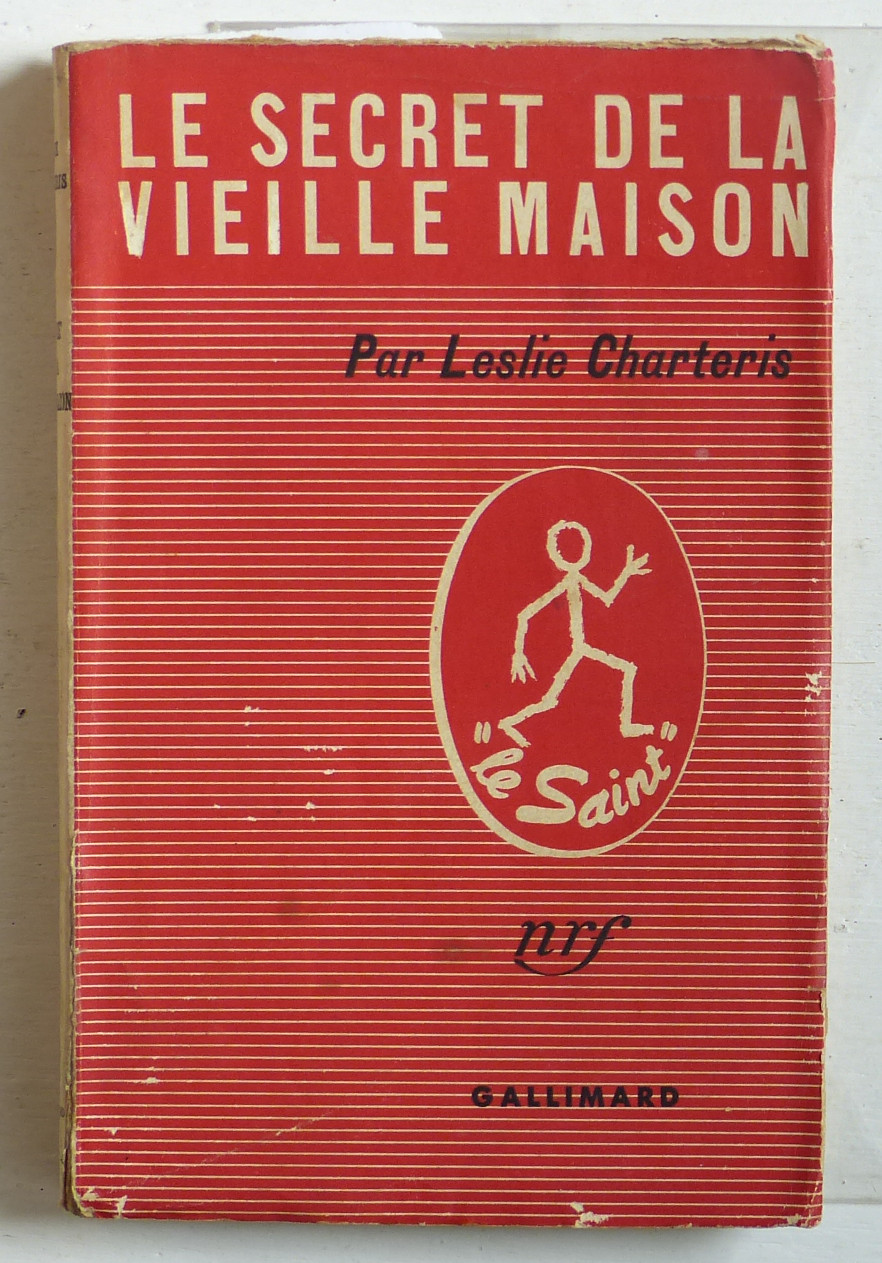 LE SECRET DE LA
VIEILLE MAISON
Par Leslie Charteris
"le Saint"
nrf
GALLIMARD